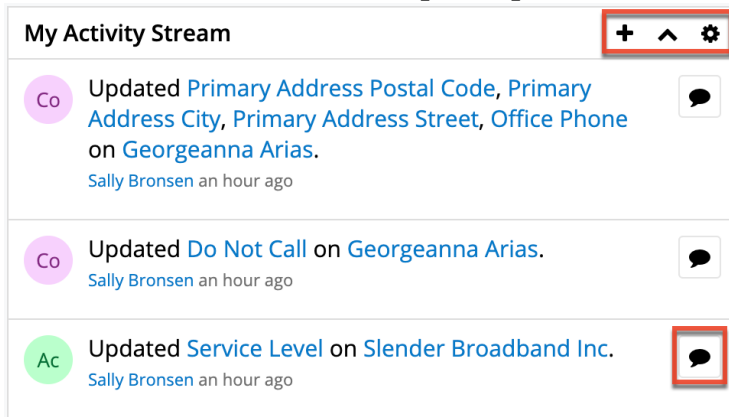 My Activity Stream
Co
Updated Primary Address Postal Code, Primary
Address City, Primary Address Street, Office Phone
on Georgeanna Arias.
Sally Bronsen an hour ago
Co
Updated Do Not Call on Georgeanna Arias.
Sally Bronsen an hour ago
Ac
Updated Service Level on Slender Broadband Inc.
Sally Bronsen an hour ago